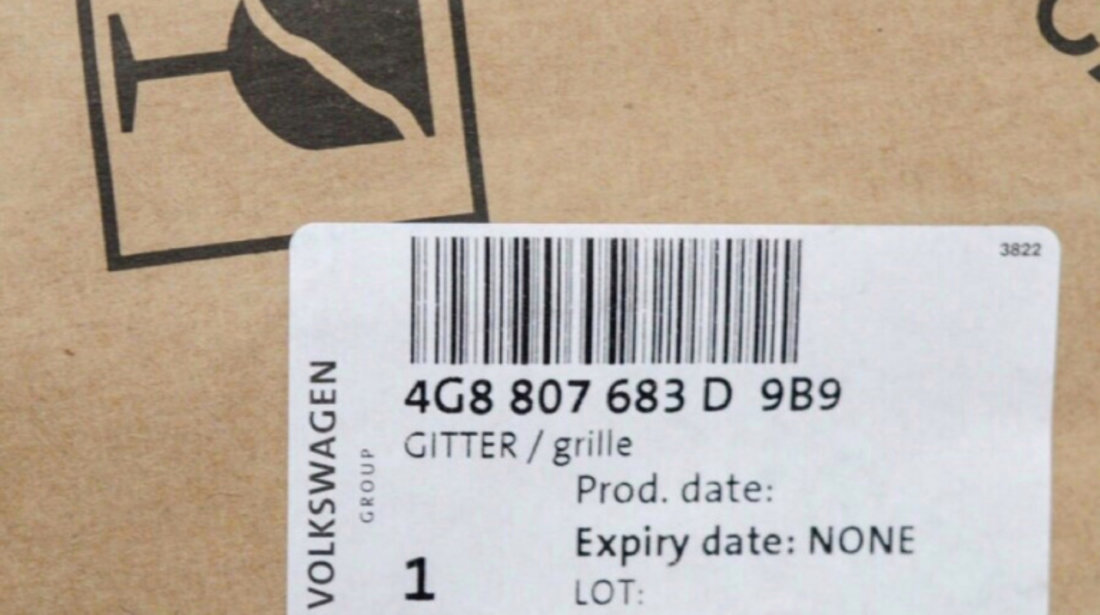 3822
4G8 807 683 D 9B9
GITTER / grille
Prod. date:
Expiry date: NONE
1
LOT:
VOLKSWAGEN
GROUP